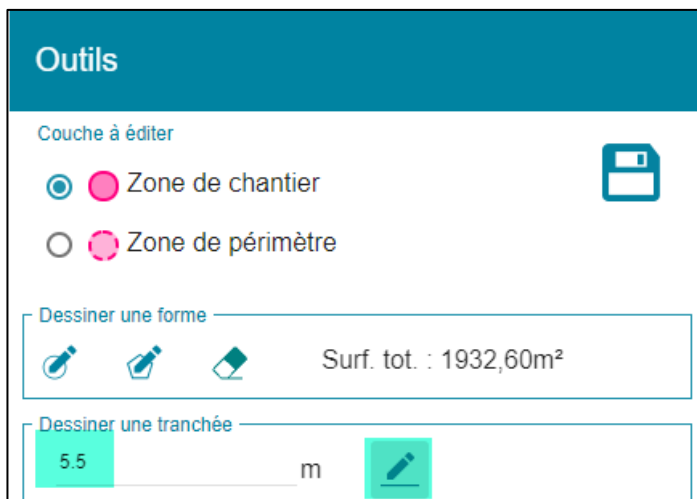 Outils
Couche à éditer
Zone de chantier
Zone de périmètre
Dessiner une forme
Surf. tot. : 1932,60m²
Dessiner une tranchée
5.5 m